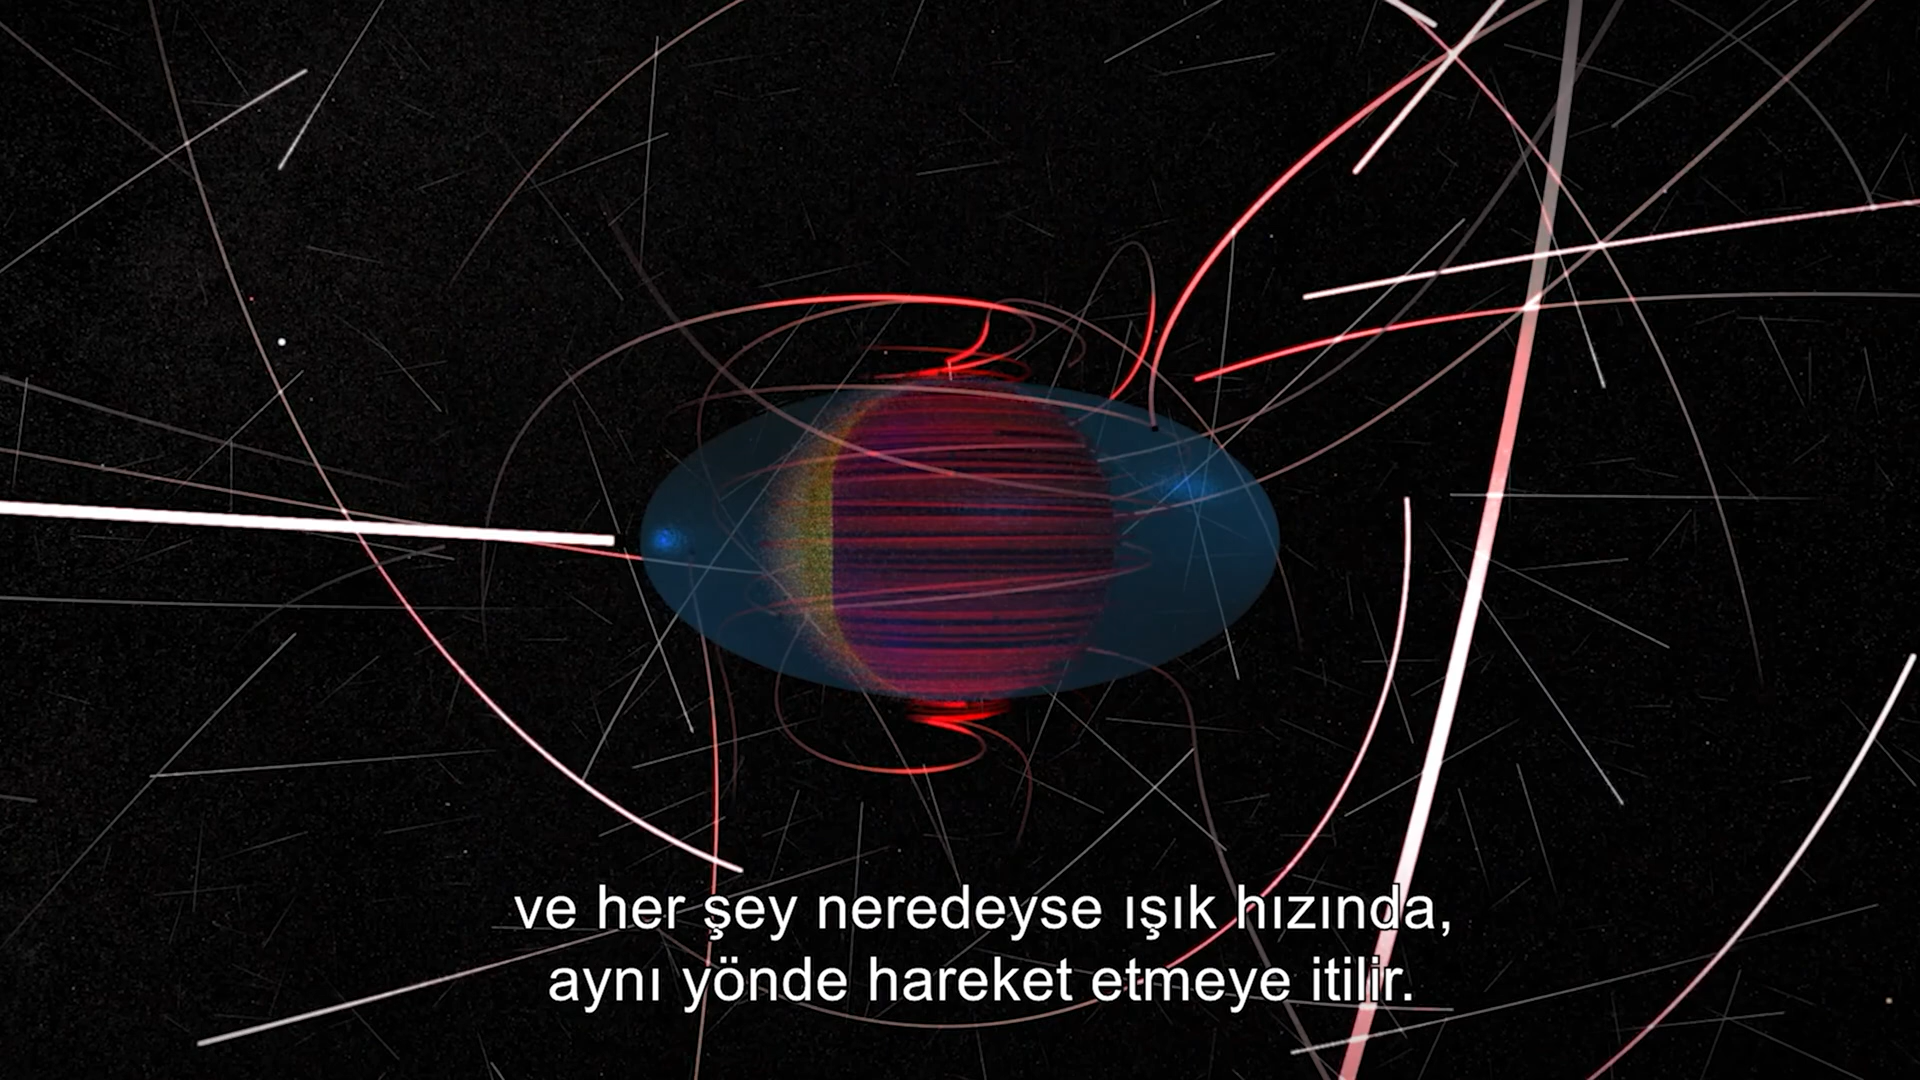 ve her şey neredeyse ışık hızında,
aynı yönde hareket etmeye itilir.